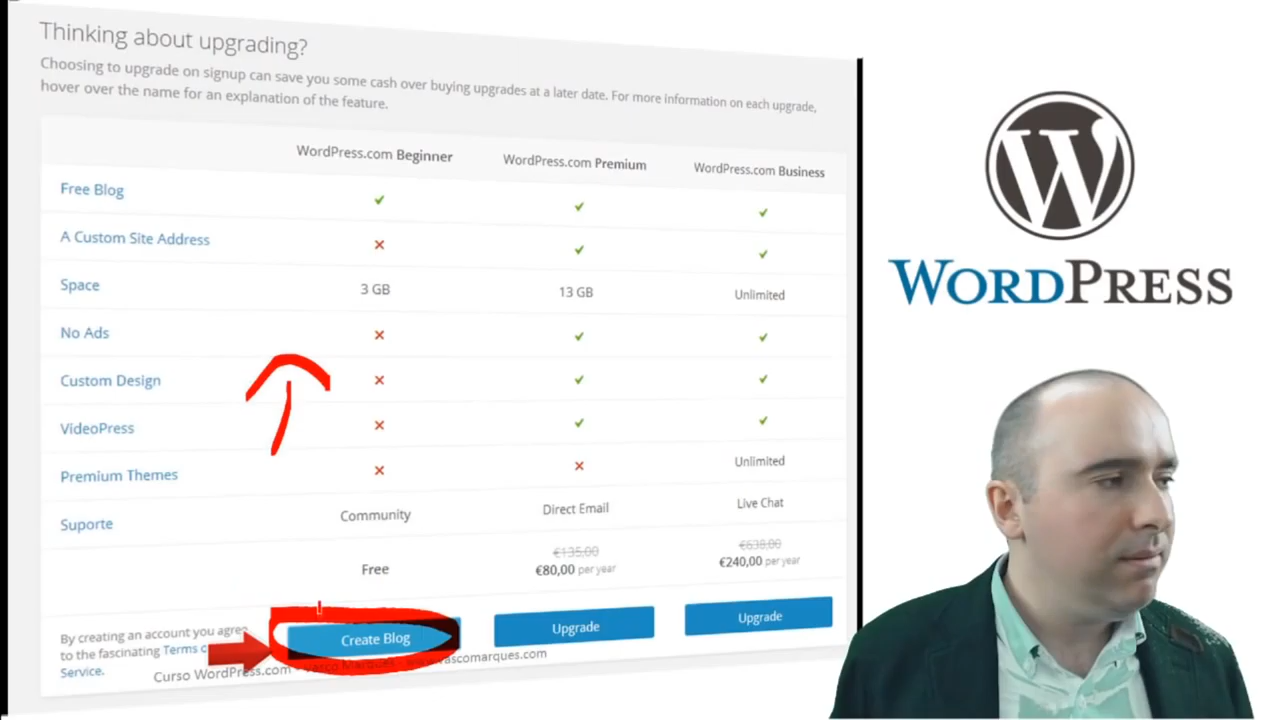 Thinking about upgrading?
Choosing to upgrade on signup can save you some cash over buying upgrades at a later date. For more information on each upgrade,
hover over the name for an explanation of the feature.
WordPress.com Beginner WordPress.com Premium WordPress.com Business
Free Blog
A Custom Site Address
Space 3 GB 13 GB Unlimited
No Ads
Custom Design
VideoPress
Premium Themes Unlimited
Suporte Community Direct Email Live Chat
€135,00 €638,00
Free €80,00 per year €240,00 per year
Create Blog Upgrade Upgrade
By creating an account you agree
to the fascinating Terms
Service.
Curso WordPress.com - Vasco Marques - www.vascomarques.com
WORDPRESS